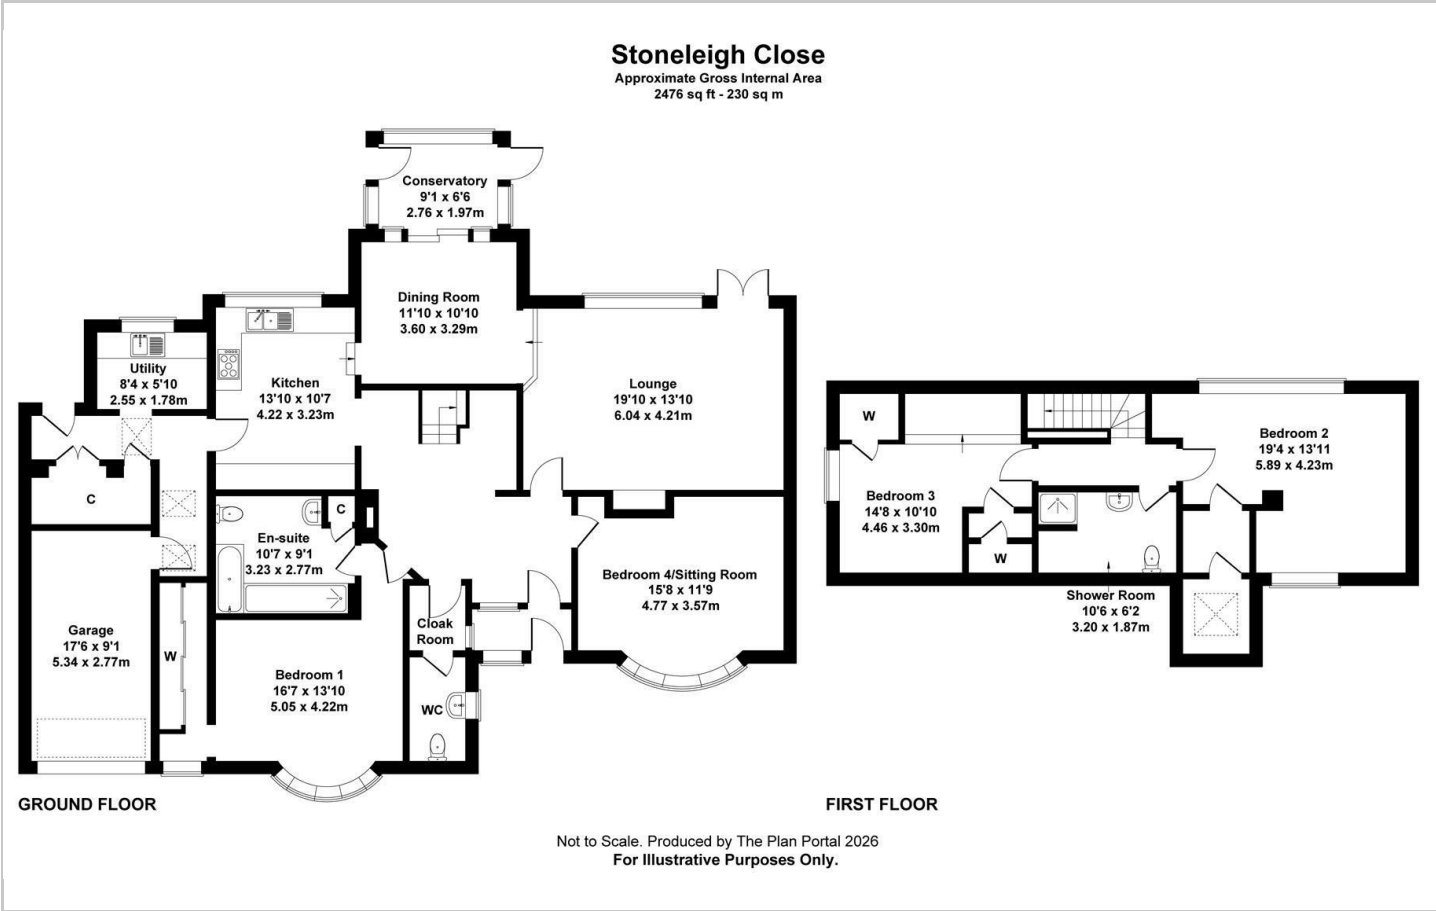 Stoneleigh Close
Approximate Gross Internal Area
2476 sq ft - 230 sq m
Conservatory
9'1 x 6'6
2.76 x 1.97m
Dining Room
11'10 x 10'10
3.60 x 3.29m
Utility
8'4 x 5'10
2.55 x 1.78m
Kitchen
13'10 x 10'7
4.22 x 3.23m
Lounge
19'10 x 13'10
6.04 x 4.21m
C
C
En-suite
10'7 x 9'1
3.23 x 2.77m
Bedroom 4/Sitting Room
15'8 x 11'9
4.77 x 3.57m
Garage
17'6 x 9'1
5.34 x 2.77m
W
Cloak
Room
Bedroom 1
16'7 x 13'10
5.05 x 4.22m
WC
GROUND FLOOR
W
Bedroom 2
19'4 x 13'11
5.89 x 4.23m
Bedroom 3
14'8 x 10'10
4.46 x 3.30m
W
Shower Room
10'6 x 6'2
3.20 x 1.87m
FIRST FLOOR
Not to Scale. Produced by The Plan Portal 2026
For Illustrative Purposes Only.